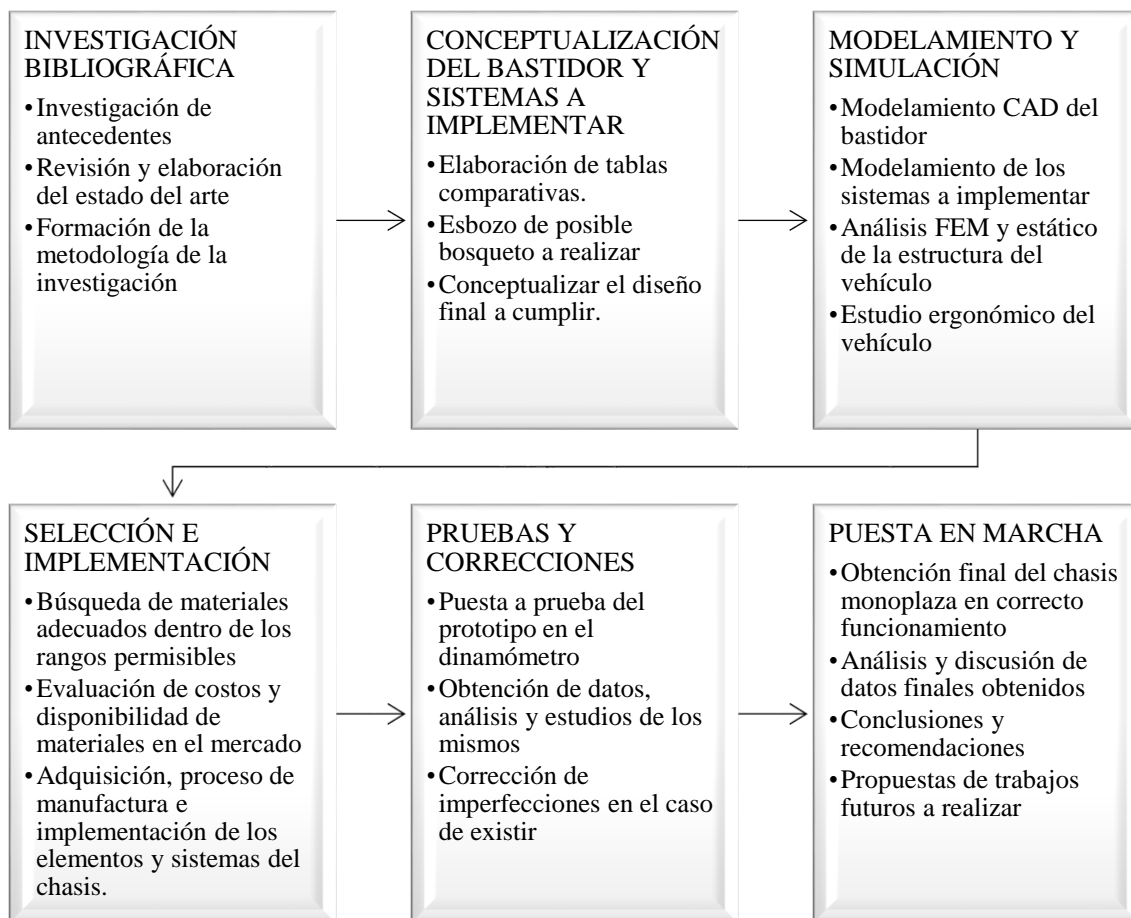 INVESTIGACIÓN
BIBLIOGRÁFICA
•Investigación de
antecedentes
•Revisión y elaboración
del estado del arte
•Formación de la
metodología de la
investigación
CONCEPTUALIZACIÓN
DEL BASTIDOR Y
SISTEMAS A
IMPLEMENTAR
•Elaboración de tablas
comparativas.
•Esbozo de posible
bosqueto a realizar
•Conceptualizar el diseño
final a cumplir.
MODELAMIENTO Y
SIMULACIÓN
•Modelamiento CAD del
bastidor
•Modelamiento de los
sistemas a implementar
•Análisis FEM y estático
de la estructura del
vehículo
•Estudio ergonómico del
vehículo
SELECCIÓN E
IMPLEMENTACIÓN
•Búsqueda de materiales
adecuados dentro de los
rangos permisibles
•Evaluación de costos y
disponibilidad de
materiales en el mercado
•Adquisición, proceso de
manufactura e
implementación de los
elementos y sistemas del
chasis.
PRUEBAS Y
CORRECCIONES
•Puesta a prueba del
prototipo en el
dinamómetro
•Obtención de datos,
análisis y estudios de los
mismos
•Corrección de
imperfecciones en el caso
de existir
PUESTA EN MARCHA
•Obtención final del chasis
monoplaza en correcto
funcionamiento
•Análisis y discusión de
datos finales obtenidos
•Conclusiones y
recomendaciones
•Propuestas de trabajos
futuros a realizar